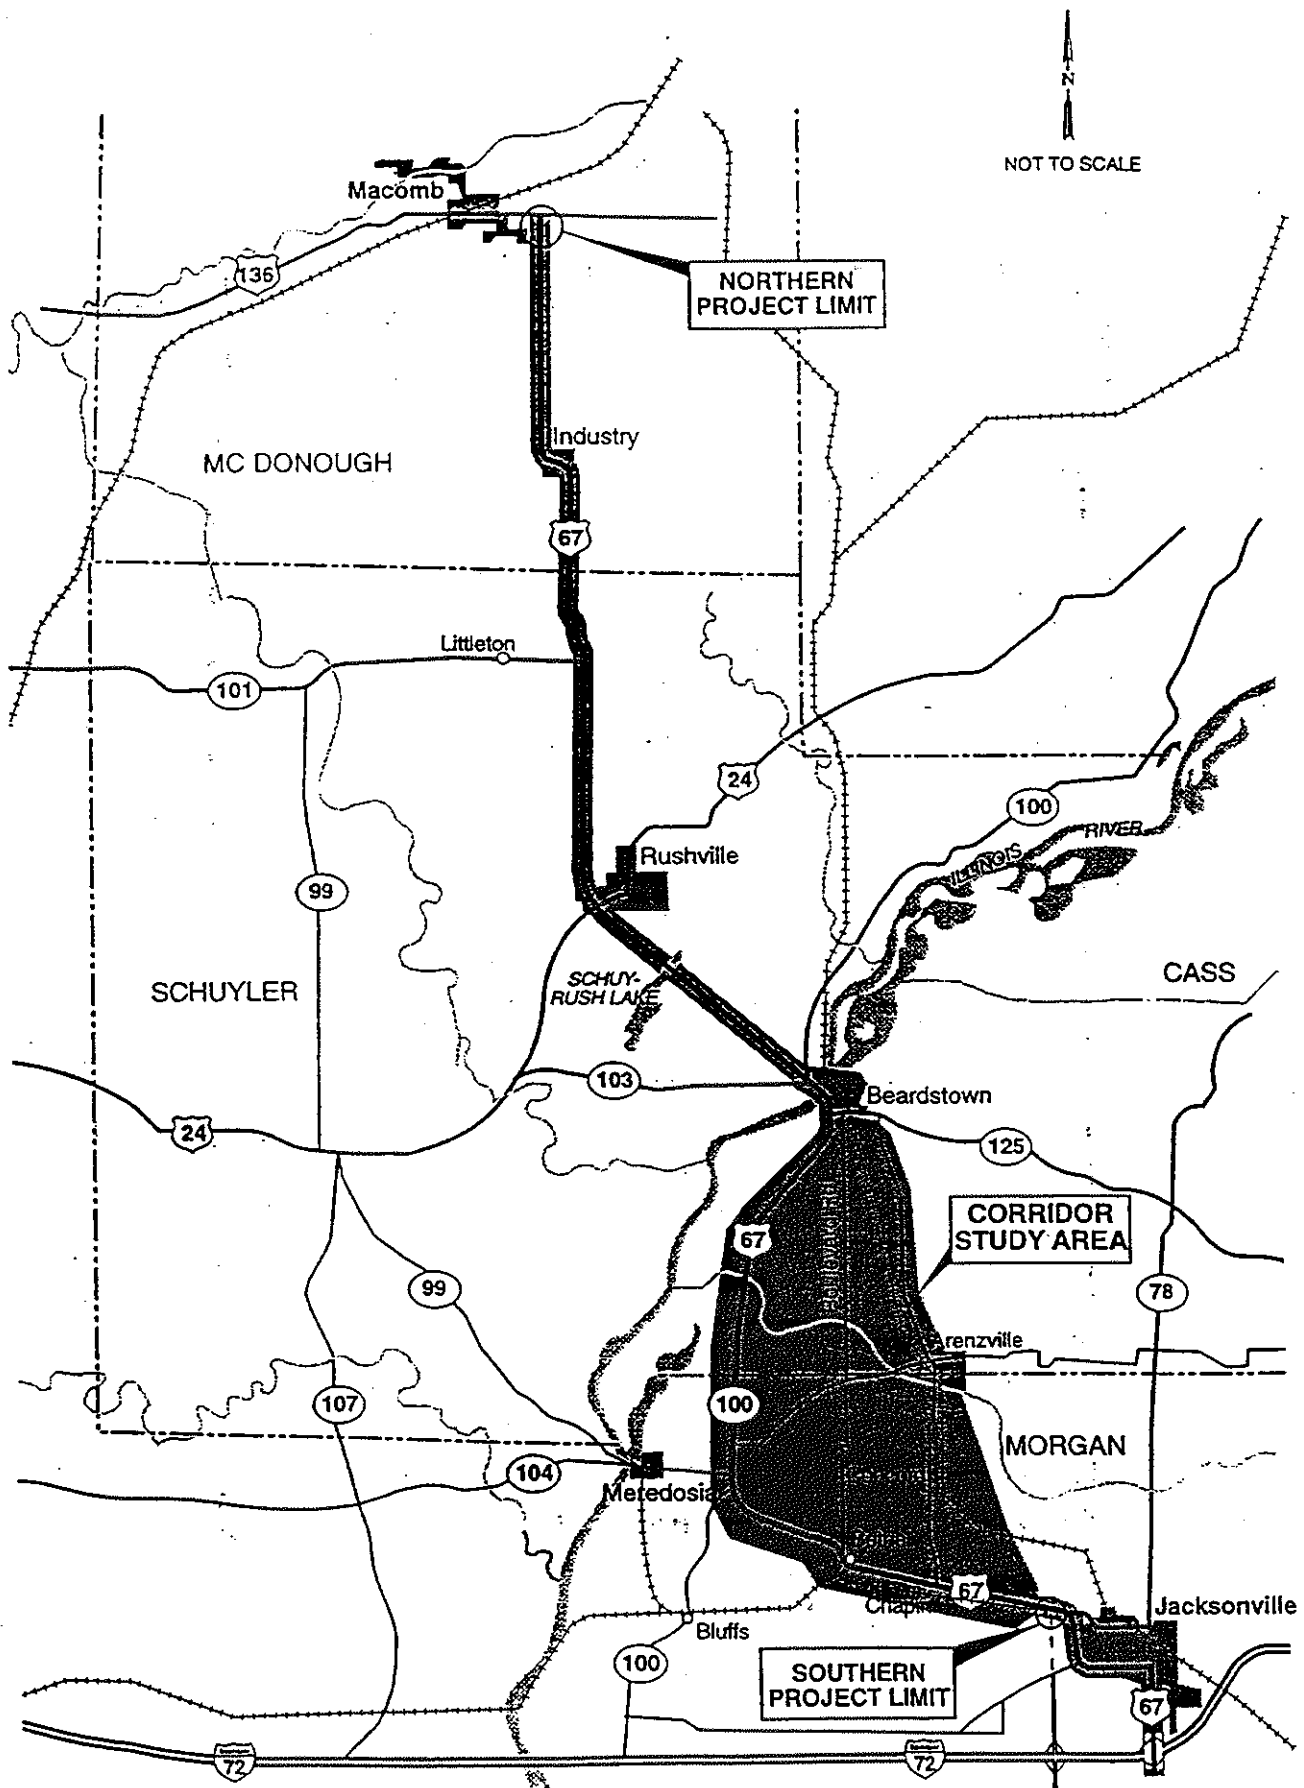 N
NOT TO SCALE
Macomb
136
NORTHERN
PROJECT LIMIT
Industry
MC DONOUGH
67
Littleton
101
24
100
RIVER
ILLINOIS
Rushville
99
SCHUY-
RUSH LAKE
CASS
SCHUYLER
103
Beardstown
24
125
CORRIDOR
STUDY AREA
67
99
78
Arenzville
107
100
MORGAN
104
Meredosia
67
Jacksonville
Bluffs
100
SOUTHERN
PROJECT LIMIT
67
72
72